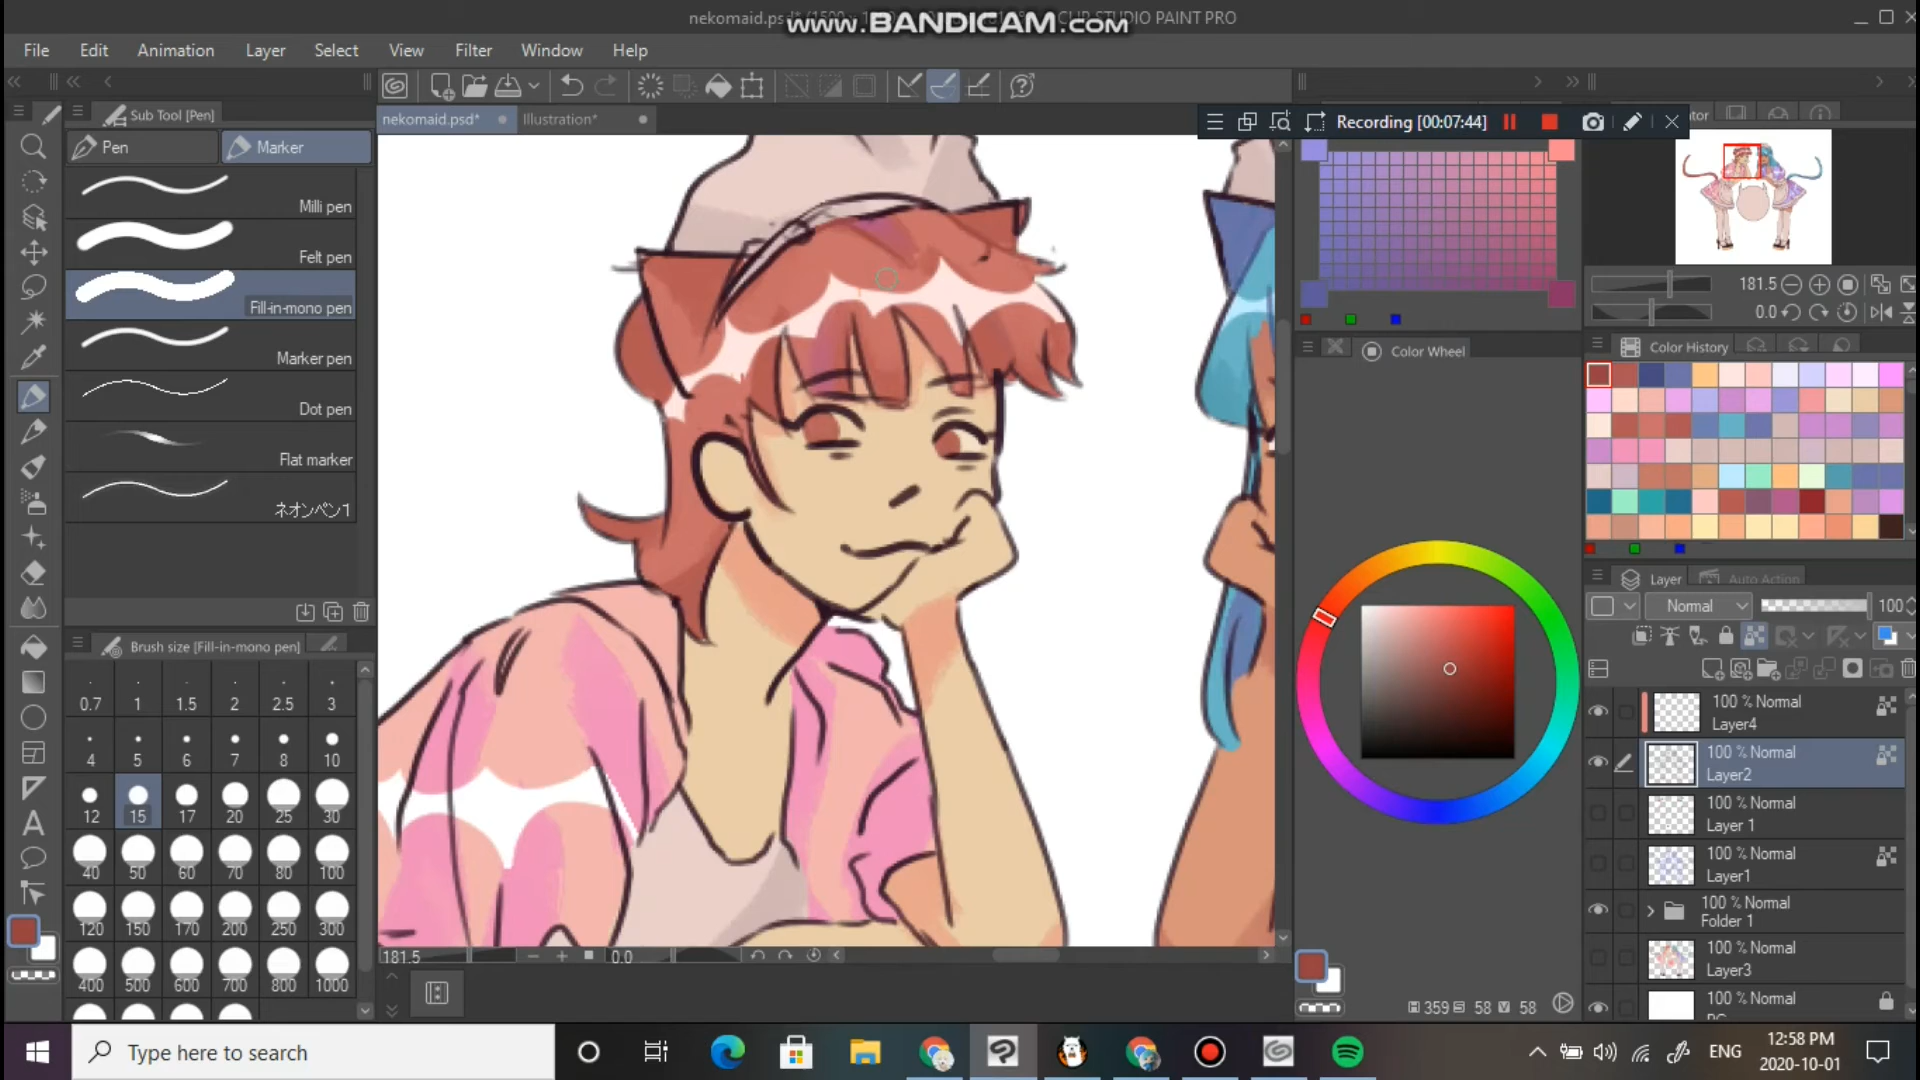 nekomaid.psd* (1500 x
www.BANDICAM.com
CLIP STUDIO PAINT PRO
File Edit Animation Layer Select View Filter Window Help
Sub Tool [Pen]
nekomaid.psd*
Illustration*
Recording [00:07:44]
Pen
Marker
Milli pen
Felt pen
Fill-in-mono pen
Marker pen
Dot pen
Flat marker
ネオンペン1
181.5
0.0
Color History
Color Wheel
Layer
Auto Action
Normal
100
Brush size [Fill-in-mono pen]
0.7 1 1.5 2 2.5 3
4 5 6 7 8 10
12 15 17 20 25 30
40 50 60 70 80 100
120 150 170 200 250 300
400 500 600 700 800 1000
100 % Normal
Layer4
100 % Normal
Layer2
100 % Normal
Layer 1
100 % Normal
Layer1
100 % Normal
Folder 1
100 % Normal
Layer3
100 % Normal
181.5
0.0
H 359 S 58 V 58
Type here to search
ENG
12:58 PM
2020-10-01